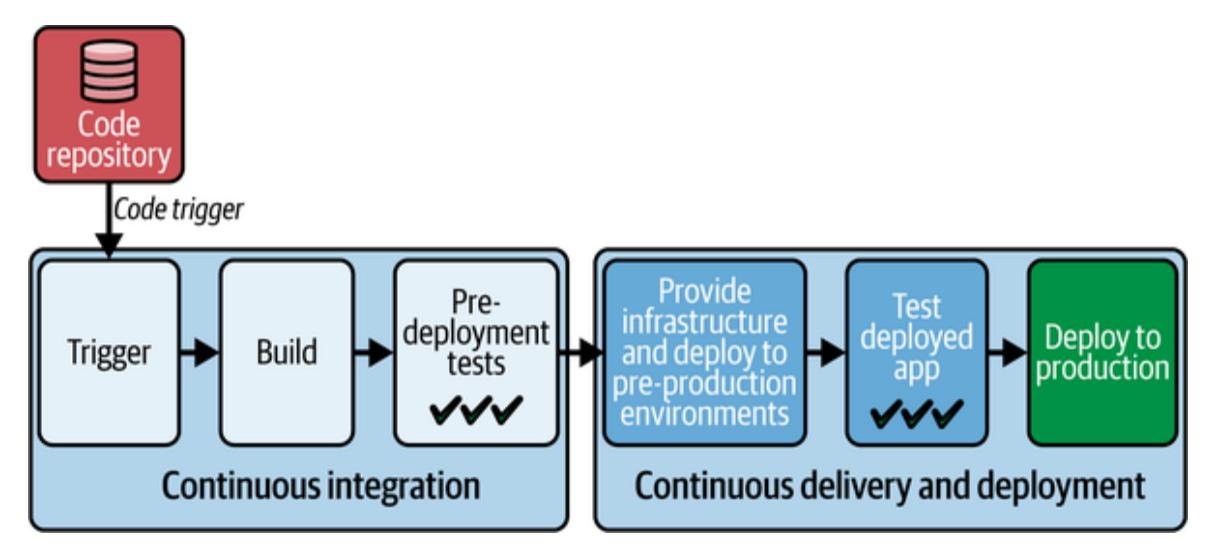 Code
repository
Code trigger
Trigger
Build
Pre-
deployment
tests
Continuous integration
Provide
infrastructure
and deploy to
pre-production
environments
Test
deployed
app
Deploy to
production
Continuous delivery and deployment